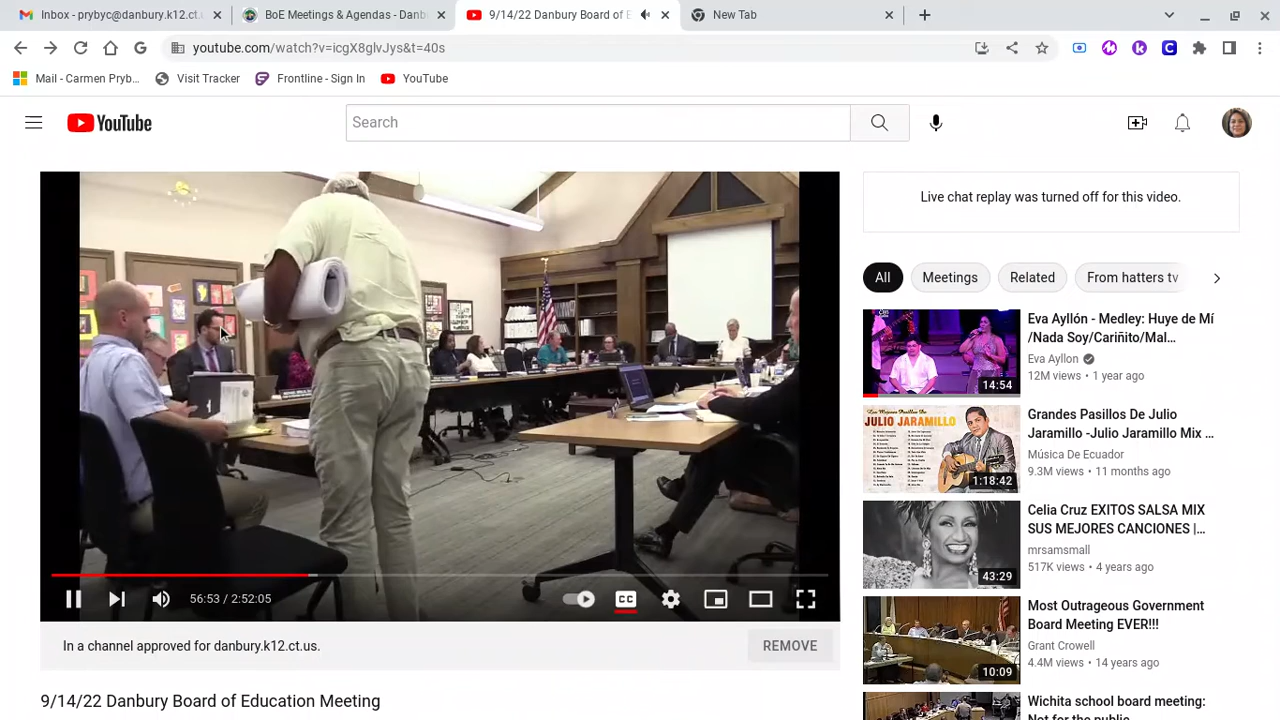 Inbox - prybyc@danbury.k12.ct.
BoE Meetings & Agendas - Danb
9/14/22 Danbury Board of E
New Tab
youtube.com/watch?v=icgX8glvJys&t=40s
Mail - Carmen Pryb...
Visit Tracker
Frontline - Sign In
YouTube
YouTube
Search
Live chat replay was turned off for this video.
All
Meetings
Related
From hatters tv
Eva Ayllón - Medley: Huye de Mí
/Nada Soy/Cariñito/Mal...
Eva Ayllon
12M views • 1 year ago
14:54
Grandes Pasillos De Julio
Jaramillo -Julio Jaramillo Mix ...
Música De Ecuador
9.3M views • 11 months ago
JULIO JARAMILLO
1:18:42
Celia Cruz EXITOS SALSA MIX
SUS MEJORES CANCIONES |...
mrsamsmall
517K views • 4 years ago
43:29
Most Outrageous Government
Board Meeting EVER!!!
Grant Crowell
4.4M views • 14 years ago
10:09
Wichita school board meeting:
Not for the public
56:53 / 2:52:05
CC
In a channel approved for danbury.k12.ct.us.
REMOVE
9/14/22 Danbury Board of Education Meeting